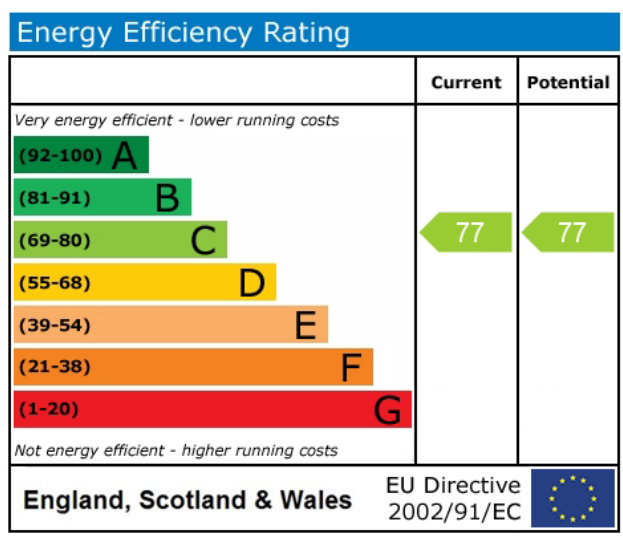 Energy Efficiency Rating
Current Potential
Very energy efficient - lower running costs
(92-100) A
(81-91) B
(69-80) C 77 77
(55-68) D
(39-54) E
(21-38) F
(1-20) G
Not energy efficient - higher running costs
England, Scotland & Wales
EU Directive
2002/91/EC